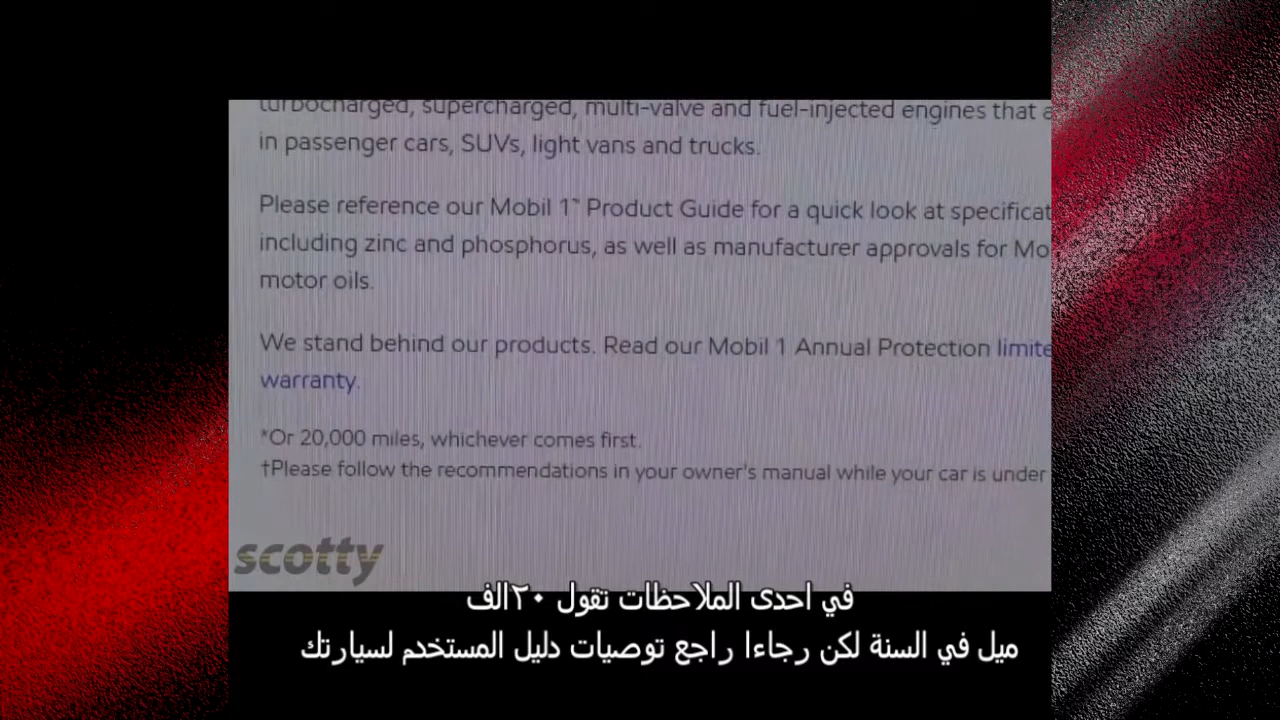 turbocharged, supercharged, multi-valve and fuel-injected engines that
in passenger cars, SUVs, light vans and trucks.
Please reference our Mobil 1™ Product Guide for a quick look at
including zinc and phosphorus, as well as manufacturer approvals for
motor oils.
We stand behind our products. Read our Mobil 1 Annual Protection
warranty.
*Or 20,000 miles, whichever comes first.
†Please follow the recommendations in your owner's manual while your car is under
scotty
في احدى الملاحظات تقول ٢٠الف
ميل في السنة لكن رجاءا راجع توصيات دليل المستخدم لسيارتك